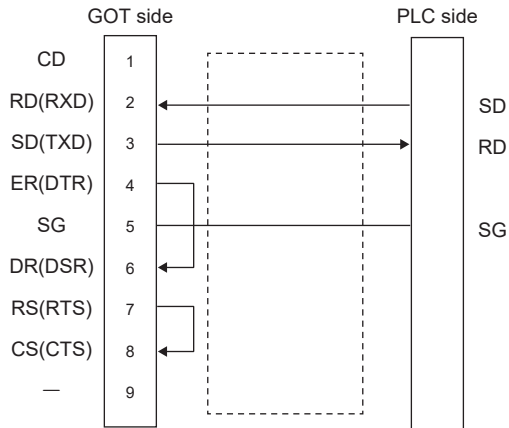 GOT side PLC side
CD 1
RD(RXD) 2 SD
SD(TXD) 3 RD
ER(DTR) 4
SG 5 SG
DR(DSR) 6
RS(RTS) 7
CS(CTS) 8
— 9